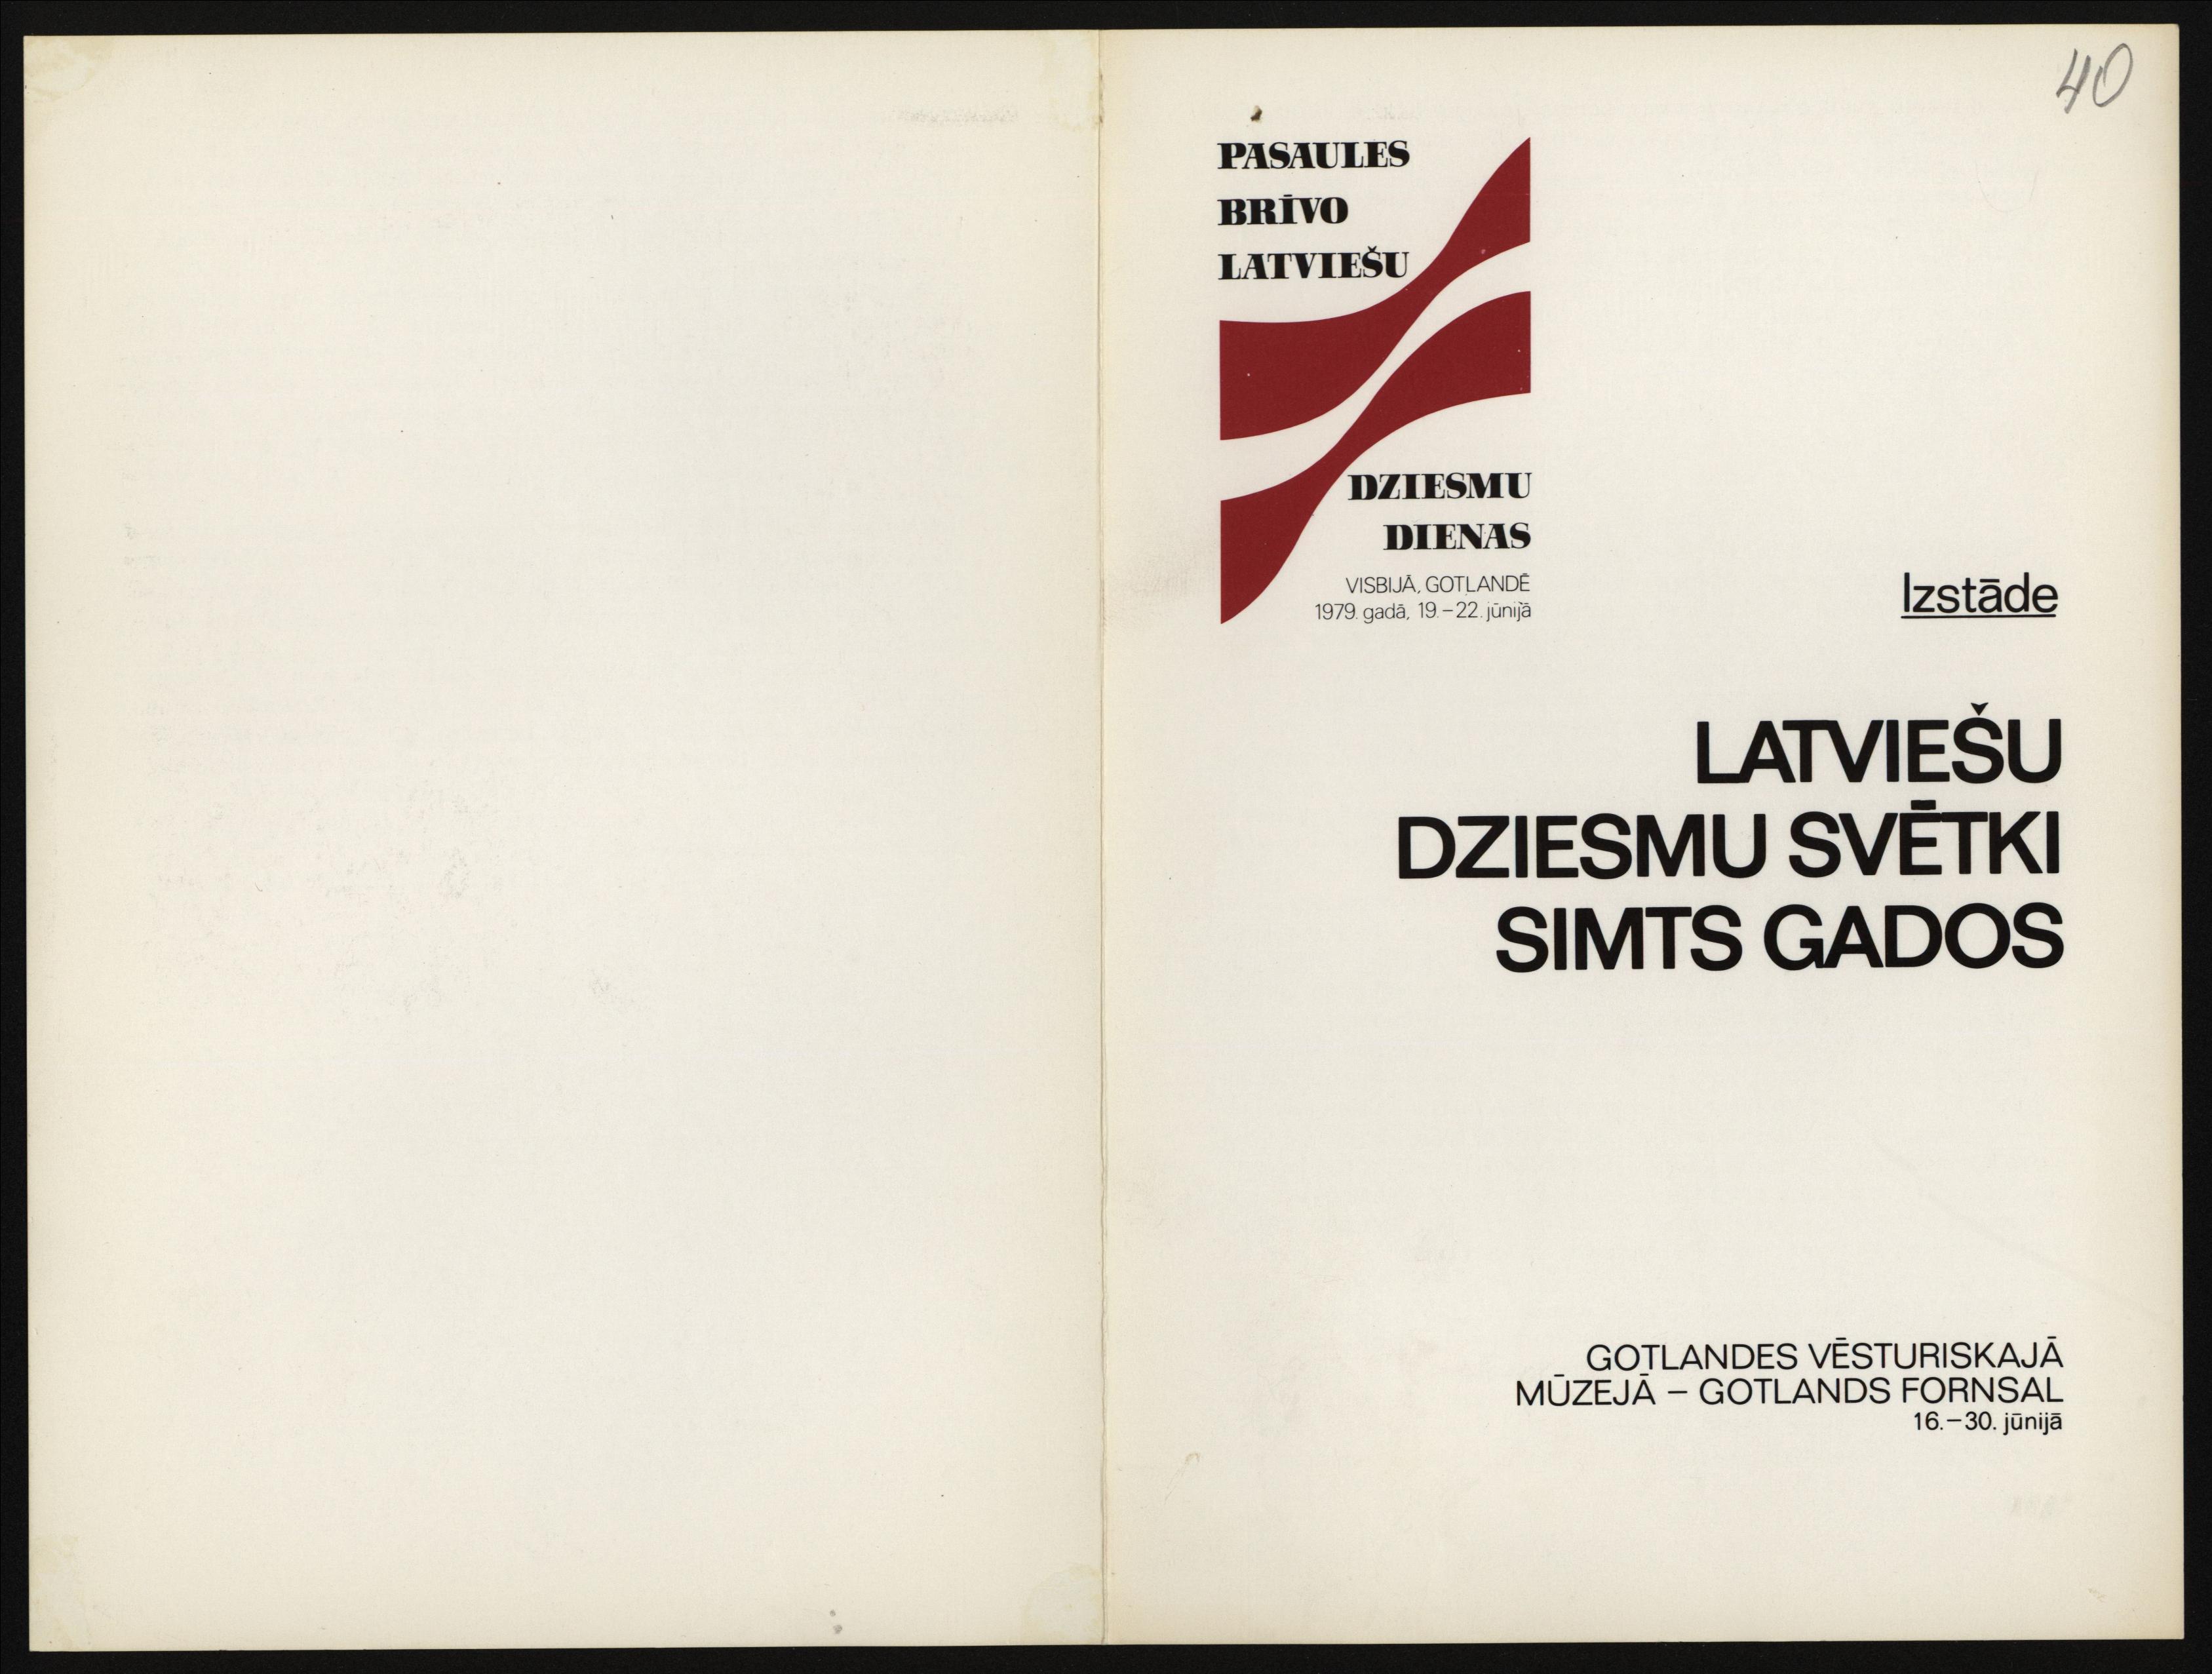 40
PASAULES
BRĪVO
LATVIEŠU
DZIESMU
DIENAS
VISBIJĀ, GOTLANDĒ
1979. gadā, 19.–22. jūnijā
Izstāde
LATVIEŠU
DZIESMU SVĒTKI
SIMTS GADOS
GOTLANDES VĒSTURISKAJĀ
MŪZEJĀ – GOTLANDS FORNSAL
16.–30. jūnijā